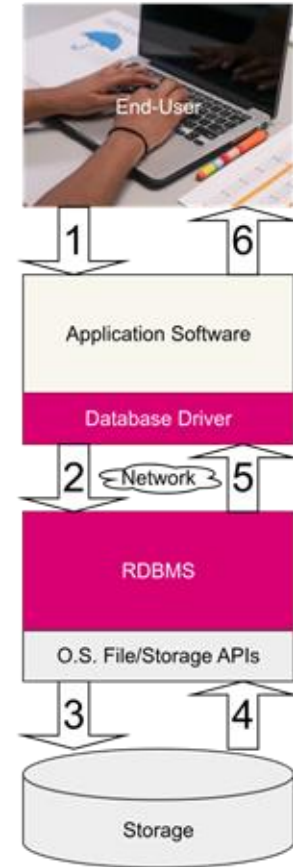 End-User
1
6
Application Software
Database Driver
2
Network
5
RDBMS
O.S. File/Storage APIs
3
4
Storage